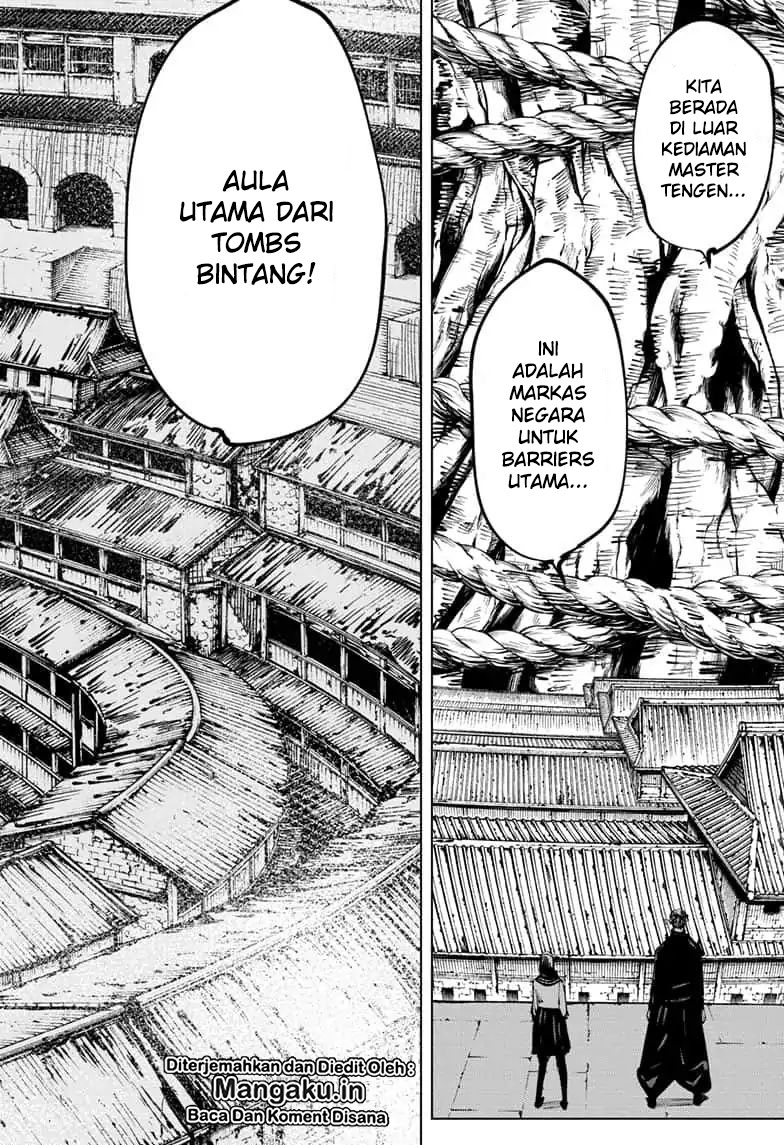 KITA
BERADA
DI LUAR
KEDIAMAN
MASTER
TENGEN...
INI
ADALAH
MARKAS
NEGARA
UNTUK
BARRIERS
UTAMA...
AULA
UTAMA DARI
TOMBS
BINTANG!
Diterjemahkan dan Diedit Oleh :
Mangaku.in
Baca Dan Koment Disana